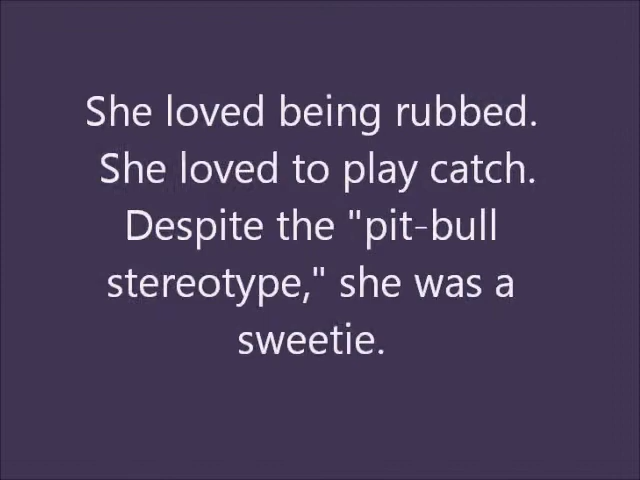 She loved being rubbed.
She loved to play catch.
Despite the "pit-bull
stereotype," she was a
sweetie.